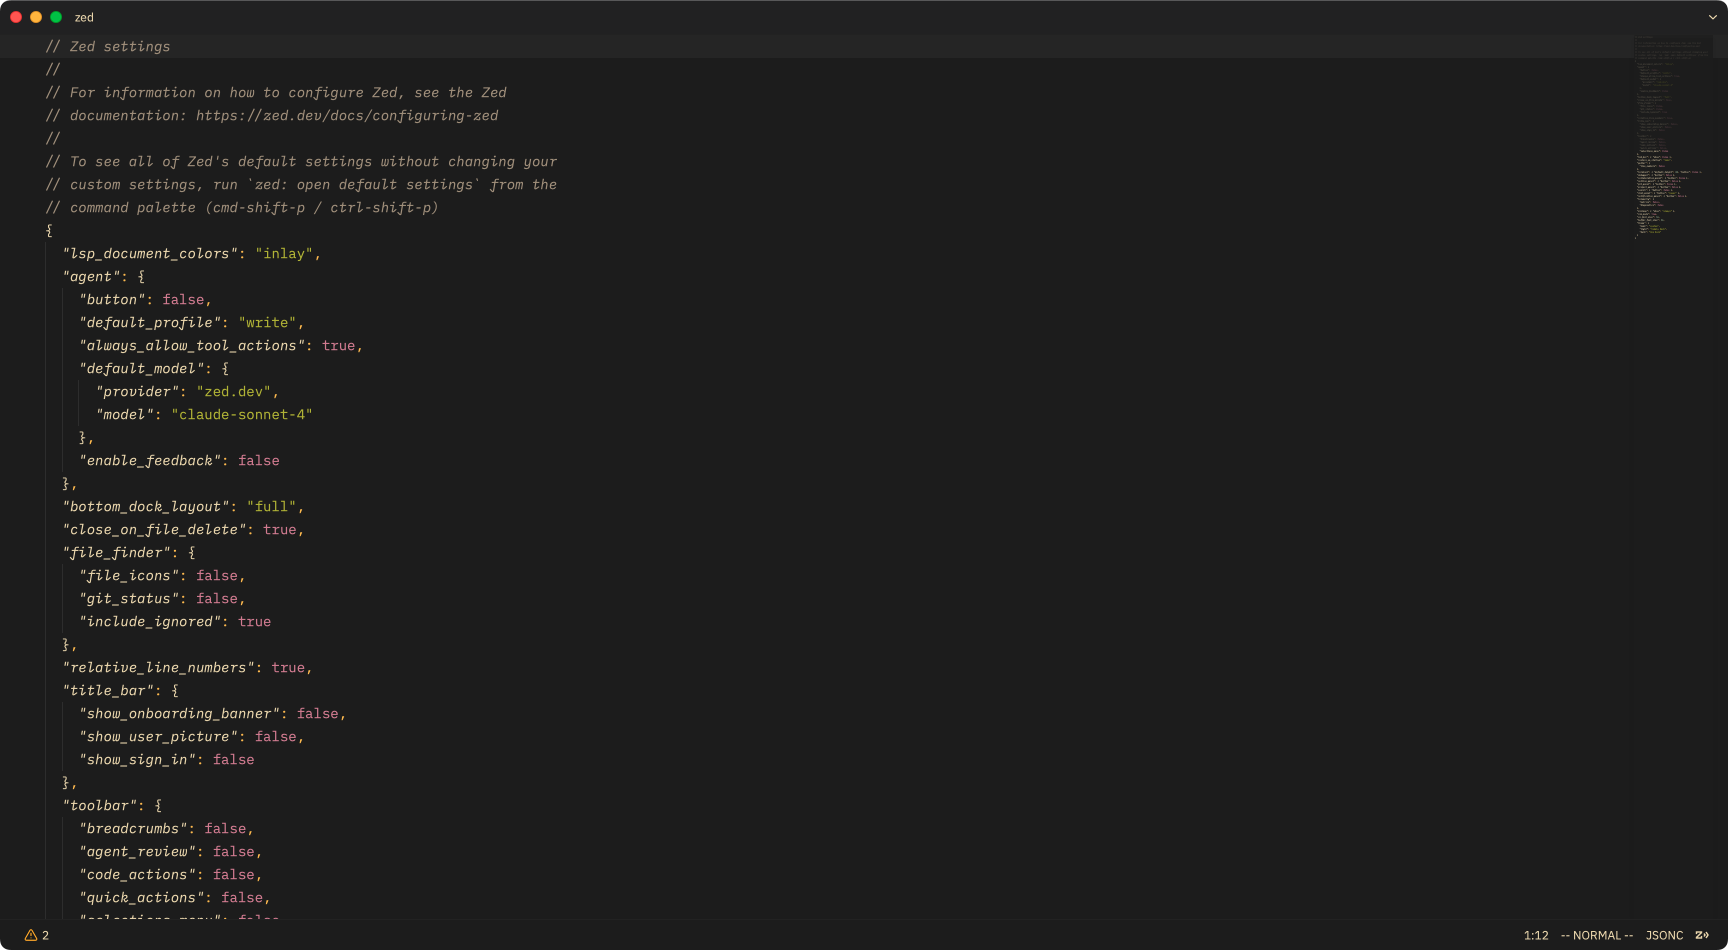 zed
// Zed settings
//
// For information on how to configure Zed, see the Zed
// documentation: https://zed.dev/docs/configuring-zed
//
// To see all of Zed's default settings without changing your
// custom settings, run `zed: open default settings` from the
// command palette (cmd-shift-p / ctrl-shift-p)
{
  "lsp_document_colors": "inlay",
  "agent": {
    "button": false,
    "default_profile": "write",
    "always_allow_tool_actions": true,
    "default_model": {
      "provider": "zed.dev",
      "model": "claude-sonnet-4"
    },
    "enable_feedback": false
  },
  "bottom_dock_layout": "full",
  "close_on_file_delete": true,
  "file_finder": {
    "file_icons": false,
    "git_status": false,
    "include_ignored": true
  },
  "relative_line_numbers": true,
  "title_bar": {
    "show_onboarding_banner": false,
    "show_user_picture": false,
    "show_sign_in": false
  },
  "toolbar": {
    "breadcrumbs": false,
    "agent_review": false,
    "code_actions": false,
    "quick_actions": false,
    "selections_menu": false
2
1:12 -- NORMAL -- JSONC